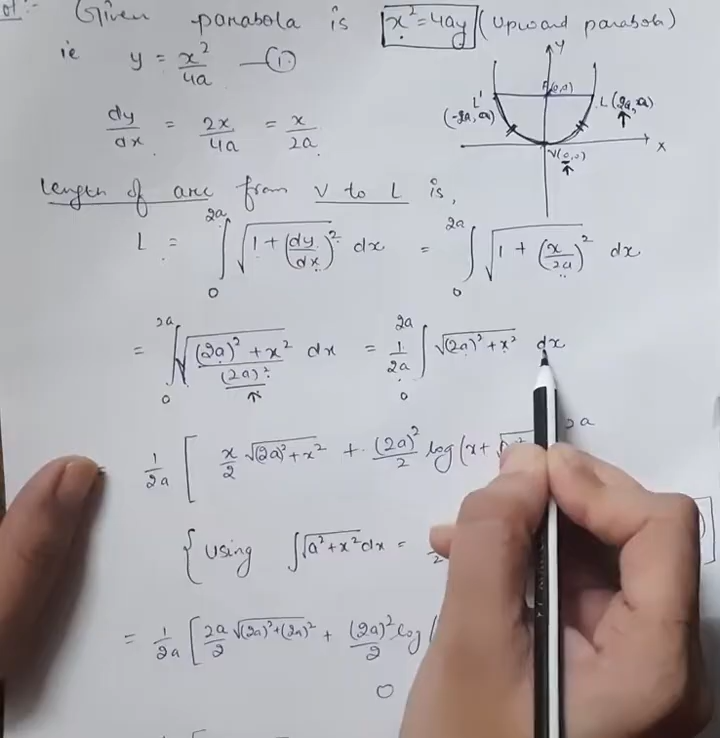 Given parabola is x² = 4ay (Upward parabola)
ie y = x²/4a —①
dy/dx = 2x/4a = x/2a
Y
F(0,0)
L'
(-2a, a)
L(2a, a)
V(0,0)
X
length of arc from V to L is,
L = ∫₀^2a √(1 + (dy/dx)²) dx = ∫₀^2a √(1 + (x/2a)²) dx
= ∫₀^2a √(((2a)² + x²)/(2a)²) dx = 1/2a ∫₀^2a √((2a)² + x²) dx
= 1/2a [ x/2 √((2a)² + x²) + (2a)²/2 log(x + √ 2a
{ Using ∫√(a² + x²) dx =
= 1/2a [ 2a/2 √((2a)² + (2a)²) + (2a)²/2 log(
0